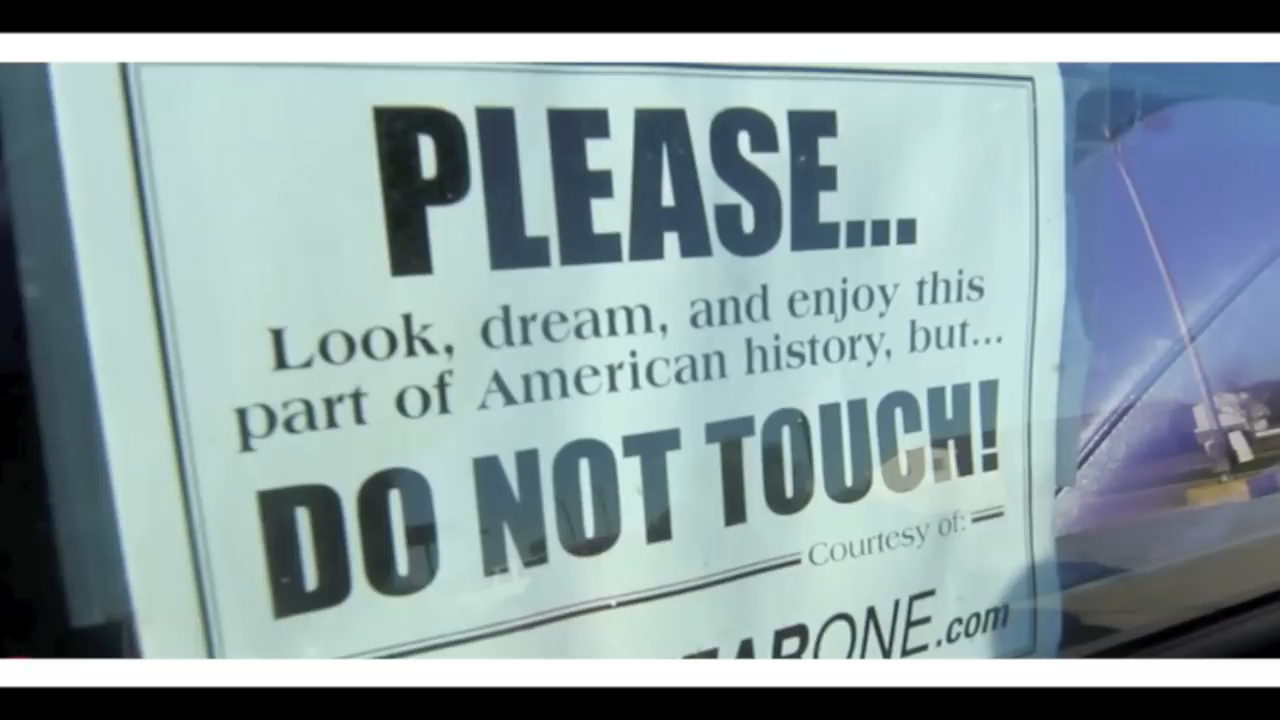 PLEASE...
Look, dream, and enjoy this
part of American history, but...
DO NOT TOUCH!
Courtesy of: